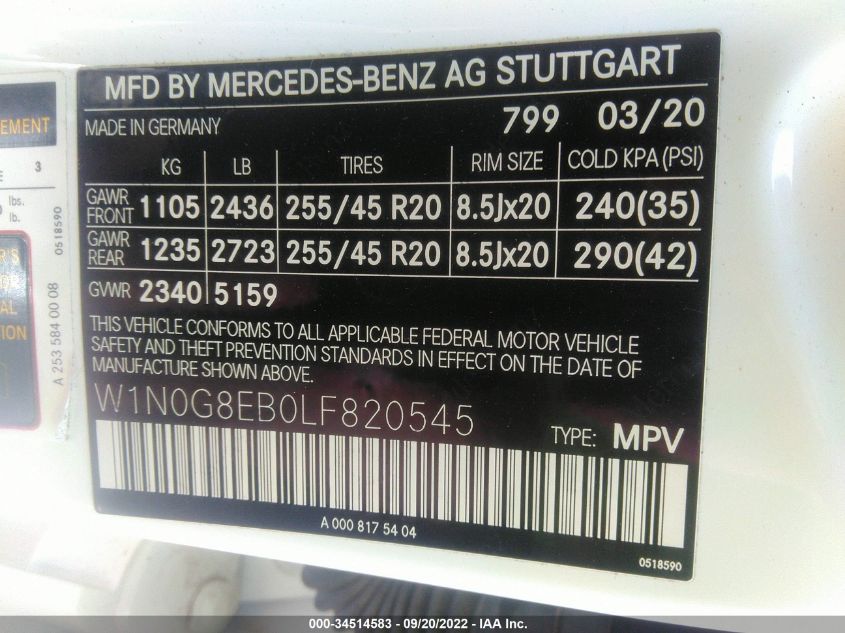 MFD BY MERCEDES-BENZ AG STUTTGART
MADE IN GERMANY 799 03/20
KG LB TIRES RIM SIZE COLD KPA (PSI)
GAWR FRONT 1105 2436 255/45 R20 8.5Jx20 240(35)
GAWR REAR 1235 2723 255/45 R20 8.5Jx20 290(42)
GVWR 2340 5159
THIS VEHICLE CONFORMS TO ALL APPLICABLE FEDERAL MOTOR VEHICLE
SAFETY AND THEFT PREVENTION STANDARDS IN EFFECT ON THE DATE OF
MANUFACTURE SHOWN ABOVE.
W1N0G8EB0LF820545
TYPE: MPV
A 000 817 54 04
0518590
EMENT
3
lbs.
lb.
0518590
A 253 584 00 08
000-34514583 - 09/20/2022 - IAA Inc.